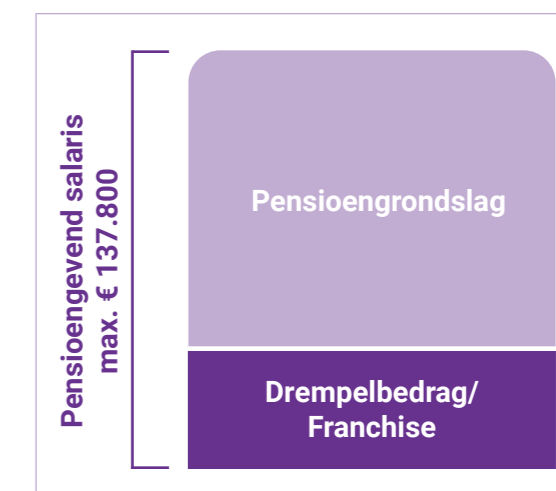 Pensioengevend salaris
max. € 137.800
Pensioengrondslag
Drempelbedrag/
Franchise